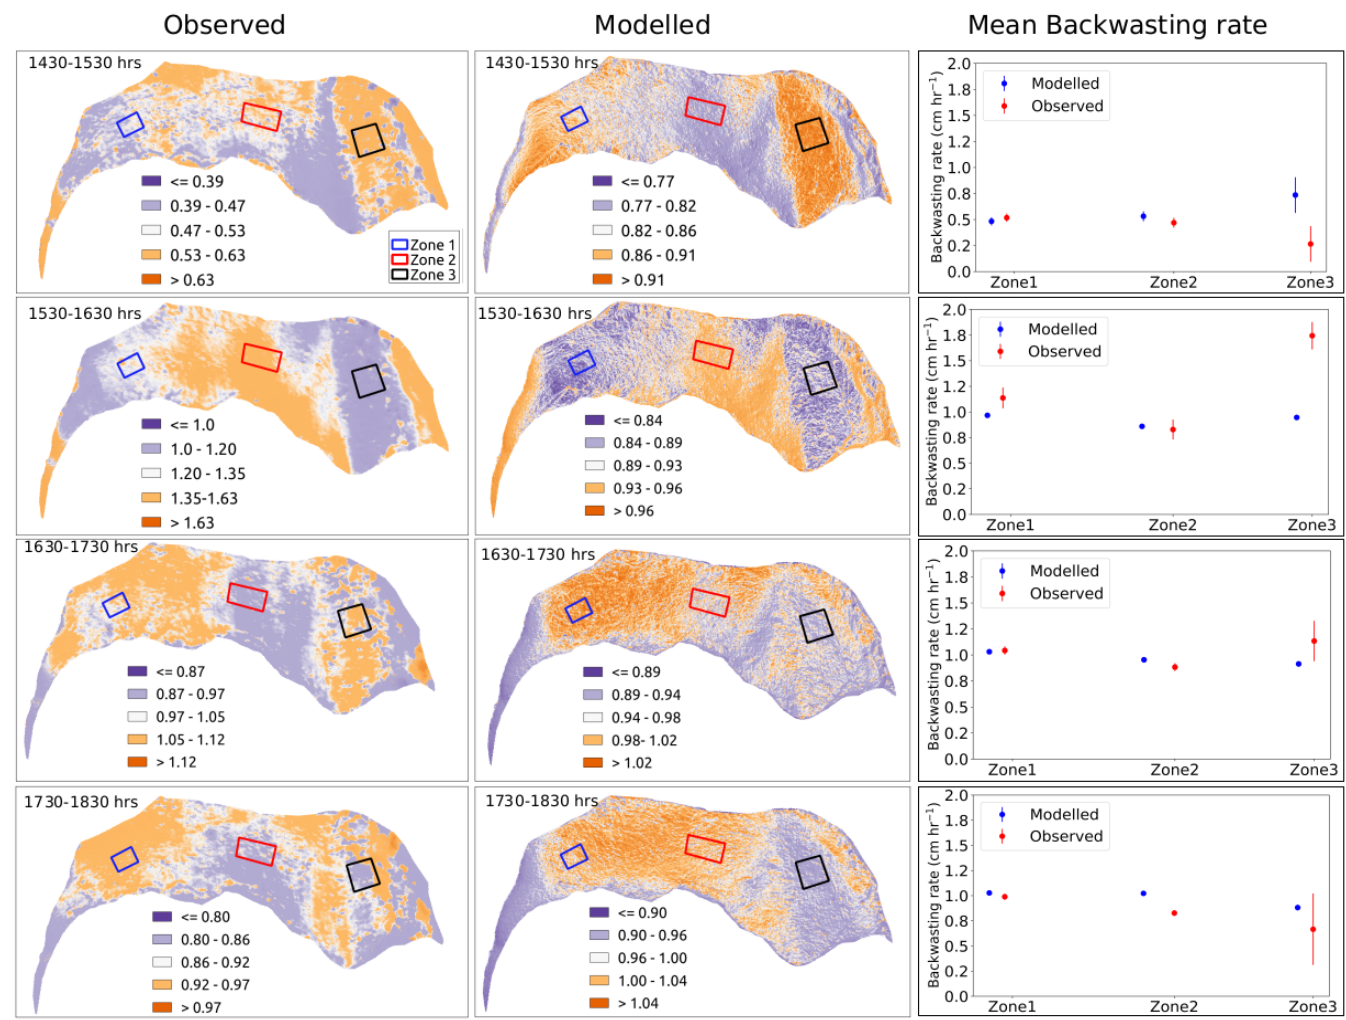 Observed
Modelled
Mean Backwasting rate
1430-1530 hrs
<= 0.39
0.39 - 0.47
0.47 - 0.53
0.53 - 0.63
> 0.63
Zone 1
Zone 2
Zone 3
1430-1530 hrs
<= 0.77
0.77 - 0.82
0.82 - 0.86
0.86 - 0.91
> 0.91
Backwasting rate (cm hr⁻¹)
2.0
1.8
1.5
1.2
1.0
0.8
0.5
0.2
0.0
Modelled
Observed
Zone1
Zone2
Zone3
1530-1630 hrs
<= 1.0
1.0 - 1.20
1.20 - 1.35
1.35-1.63
> 1.63
1530-1630 hrs
<= 0.84
0.84 - 0.89
0.89 - 0.93
0.93 - 0.96
> 0.96
Backwasting rate (cm hr⁻¹)
2.0
1.8
1.5
1.2
1.0
0.8
0.5
0.2
0.0
Modelled
Observed
Zone1
Zone2
Zone3
1630-1730 hrs
<= 0.87
0.87 - 0.97
0.97 - 1.05
1.05 - 1.12
> 1.12
1630-1730 hrs
<= 0.89
0.89 - 0.94
0.94 - 0.98
0.98- 1.02
> 1.02
Backwasting rate (cm hr⁻¹)
2.0
1.8
1.5
1.2
1.0
0.8
0.5
0.2
0.0
Modelled
Observed
Zone1
Zone2
Zone3
1730-1830 hrs
<= 0.80
0.80 - 0.86
0.86 - 0.92
0.92 - 0.97
> 0.97
1730-1830 hrs
<= 0.90
0.90 - 0.96
0.96 - 1.00
1.00 - 1.04
> 1.04
Backwasting rate (cm hr⁻¹)
2.0
1.8
1.5
1.2
1.0
0.8
0.5
0.2
0.0
Modelled
Observed
Zone1
Zone2
Zone3